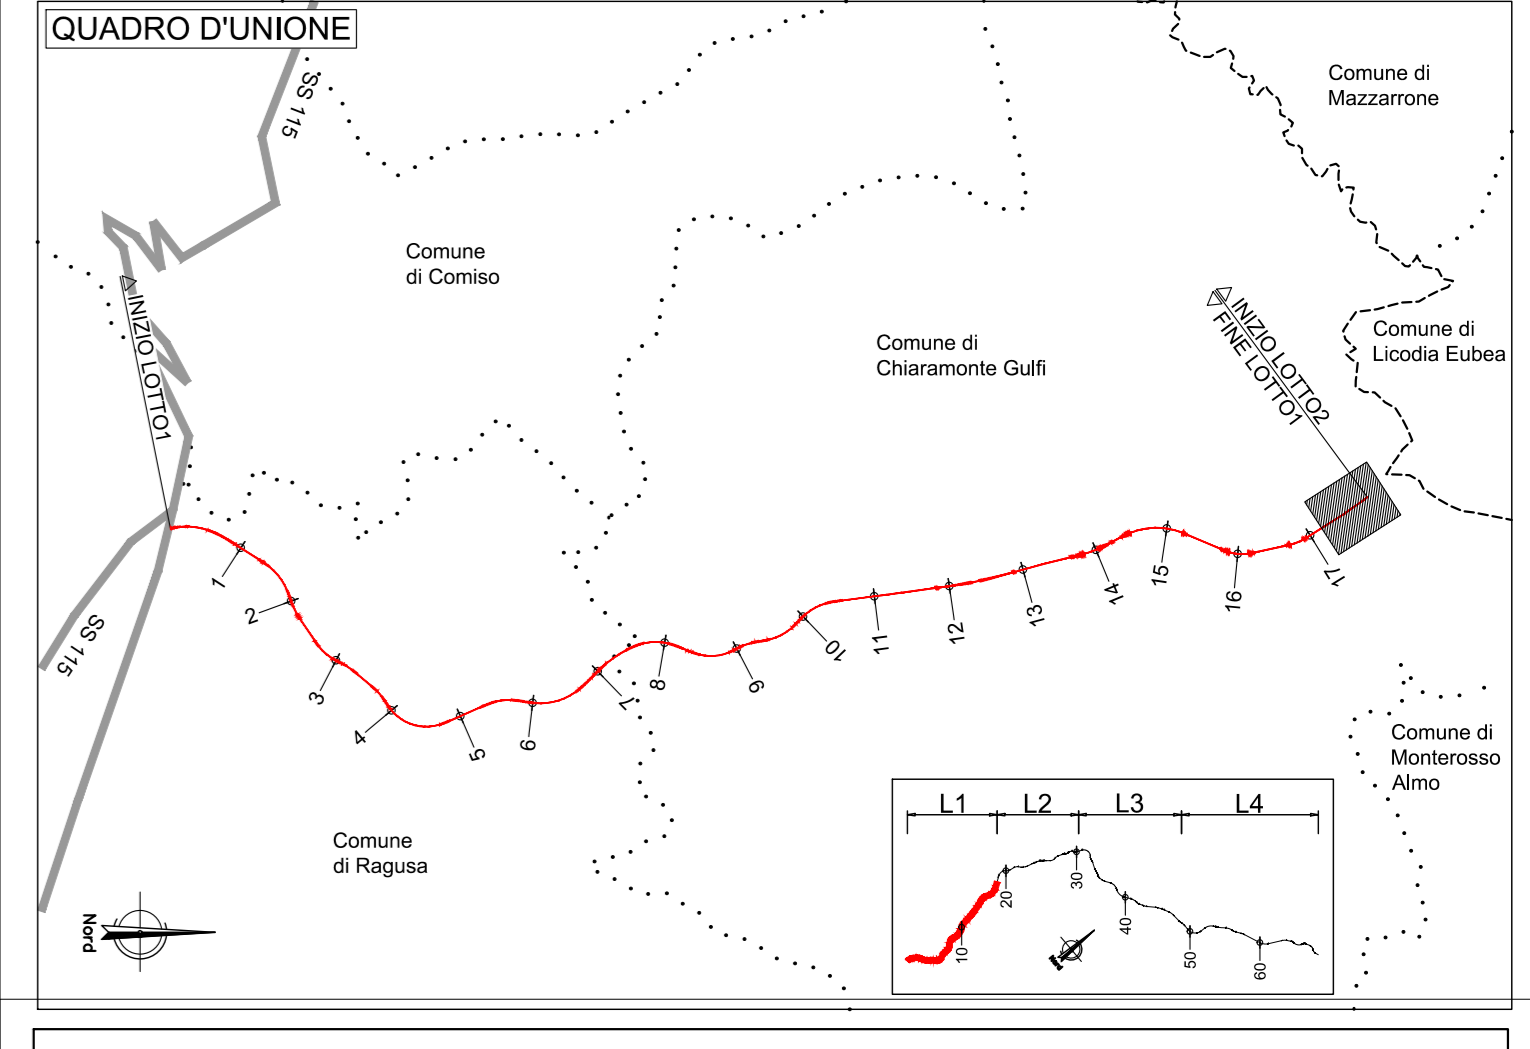 QUADRO D'UNIONE
SS 115
Comune di
Mazzarrone
Comune
di Comiso
INIZIO LOTTO1
Comune di
Chiaramonte Gulfi
INIZIO LOTTO2
FINE LOTTO1
Comune di
Licodia Eubea
1
2
3
4
5
6
7
8
9
10
11
12
13
14
15
16
17
SS 115
Comune di
Monterosso
Almo
Comune
di Ragusa
Nord
L1 L2 L3 L4
10
20
30
40
50
60